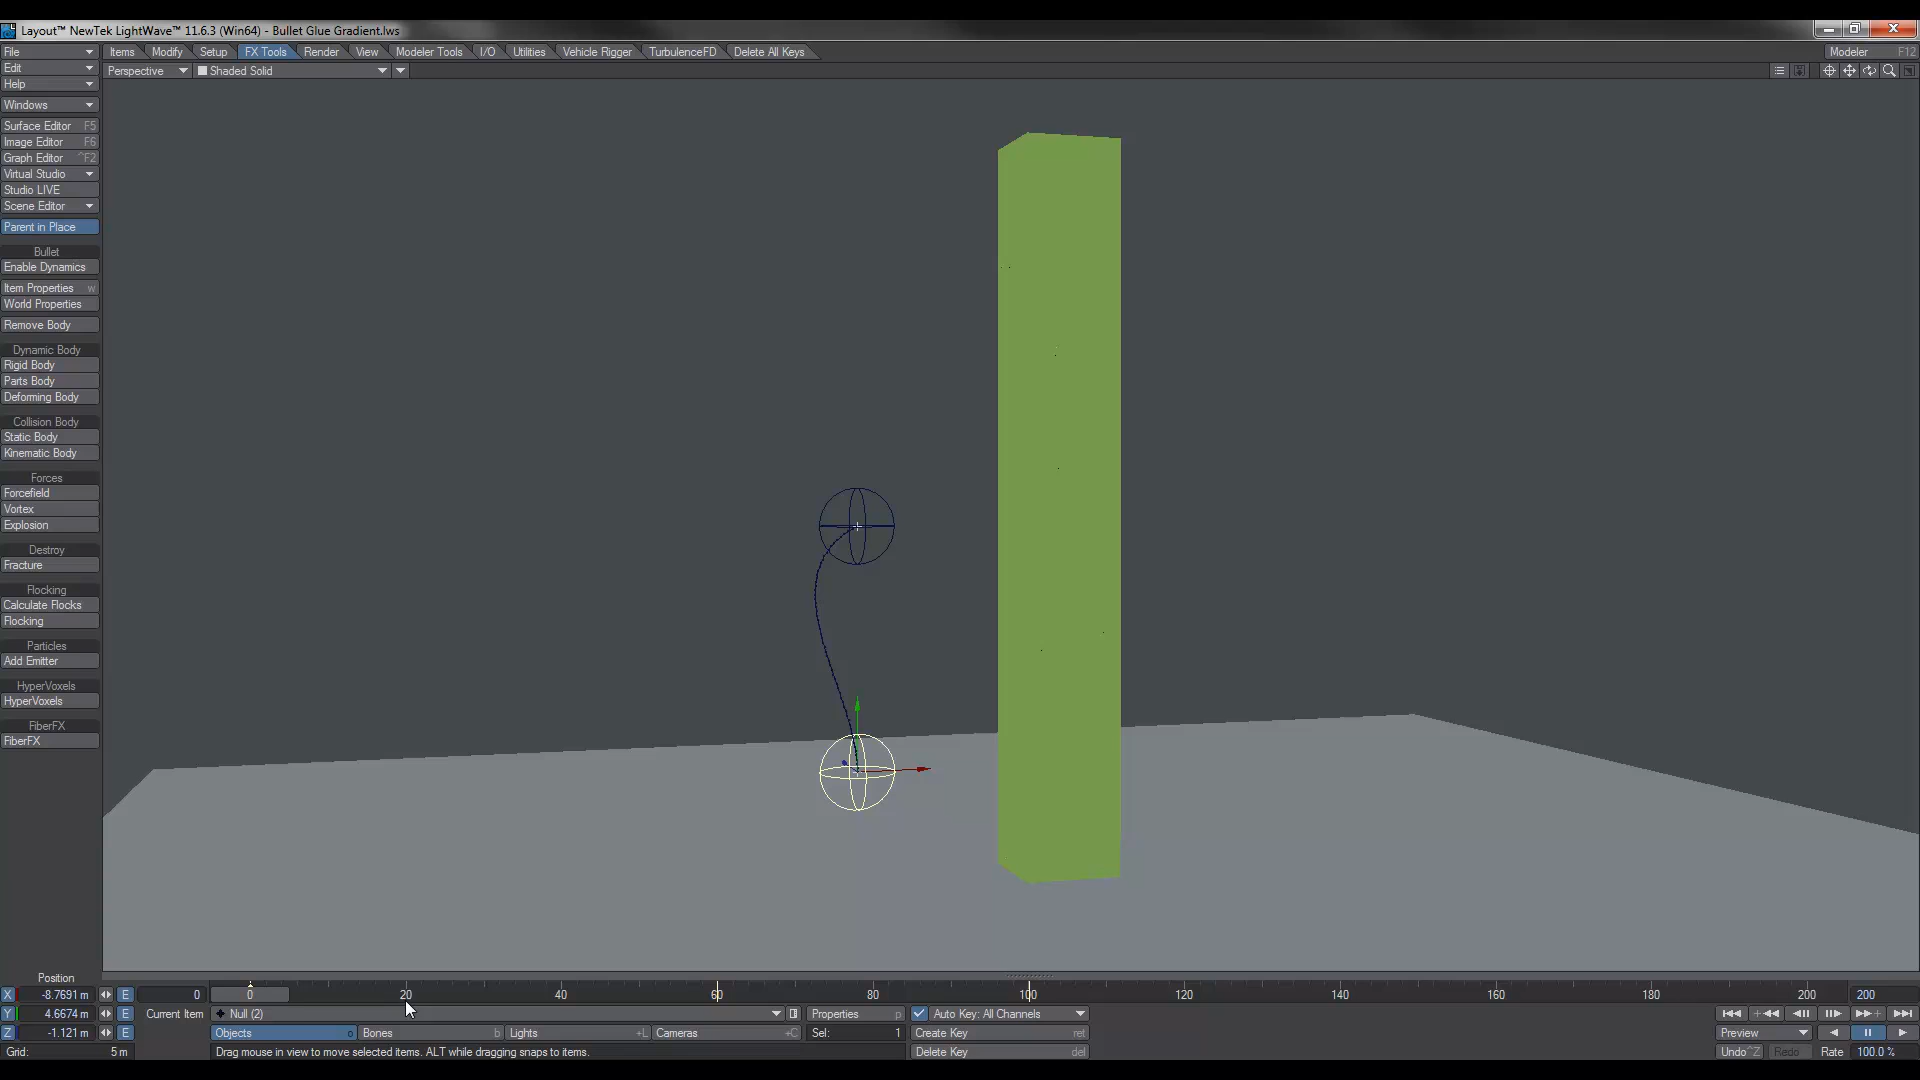 Layout™ NewTek LightWave™ 11.6.3 (Win64) - Bullet Glue Gradient.lws
File Items Modify Setup FX Tools Render View Modeler Tools I/O Utilities Vehicle Rigger TurbulenceFD Delete All Keys Modeler F12
Edit Perspective Shaded Solid
Help
Windows
Surface Editor F5
Image Editor F6
Graph Editor ^F2
Virtual Studio
Studio LIVE
Scene Editor
Parent in Place
Bullet
Enable Dynamics
Item Properties w
World Properties
Remove Body
Dynamic Body
Rigid Body
Parts Body
Deforming Body
Collision Body
Static Body
Kinematic Body
Forces
Forcefield
Vortex
Explosion
Destroy
Fracture
Flocking
Calculate Flocks
Flocking
Particles
Add Emitter
HyperVoxels
HyperVoxels
FiberFX
FiberFX
Position
X -8.7691 m E 0 0 20 40 60 80 100 120 140 160 180 200 200
Y 4.6674 m E Current Item Null (2) Properties p Auto Key: All Channels
Z -1.121 m E Objects o Bones b Lights +L Cameras +C Sel: 1 Create Key ret Preview
Grid: 5 m Drag mouse in view to move selected items. ALT while dragging snaps to items. Delete Key del Undo ^Z Redo Rate 100.0 %